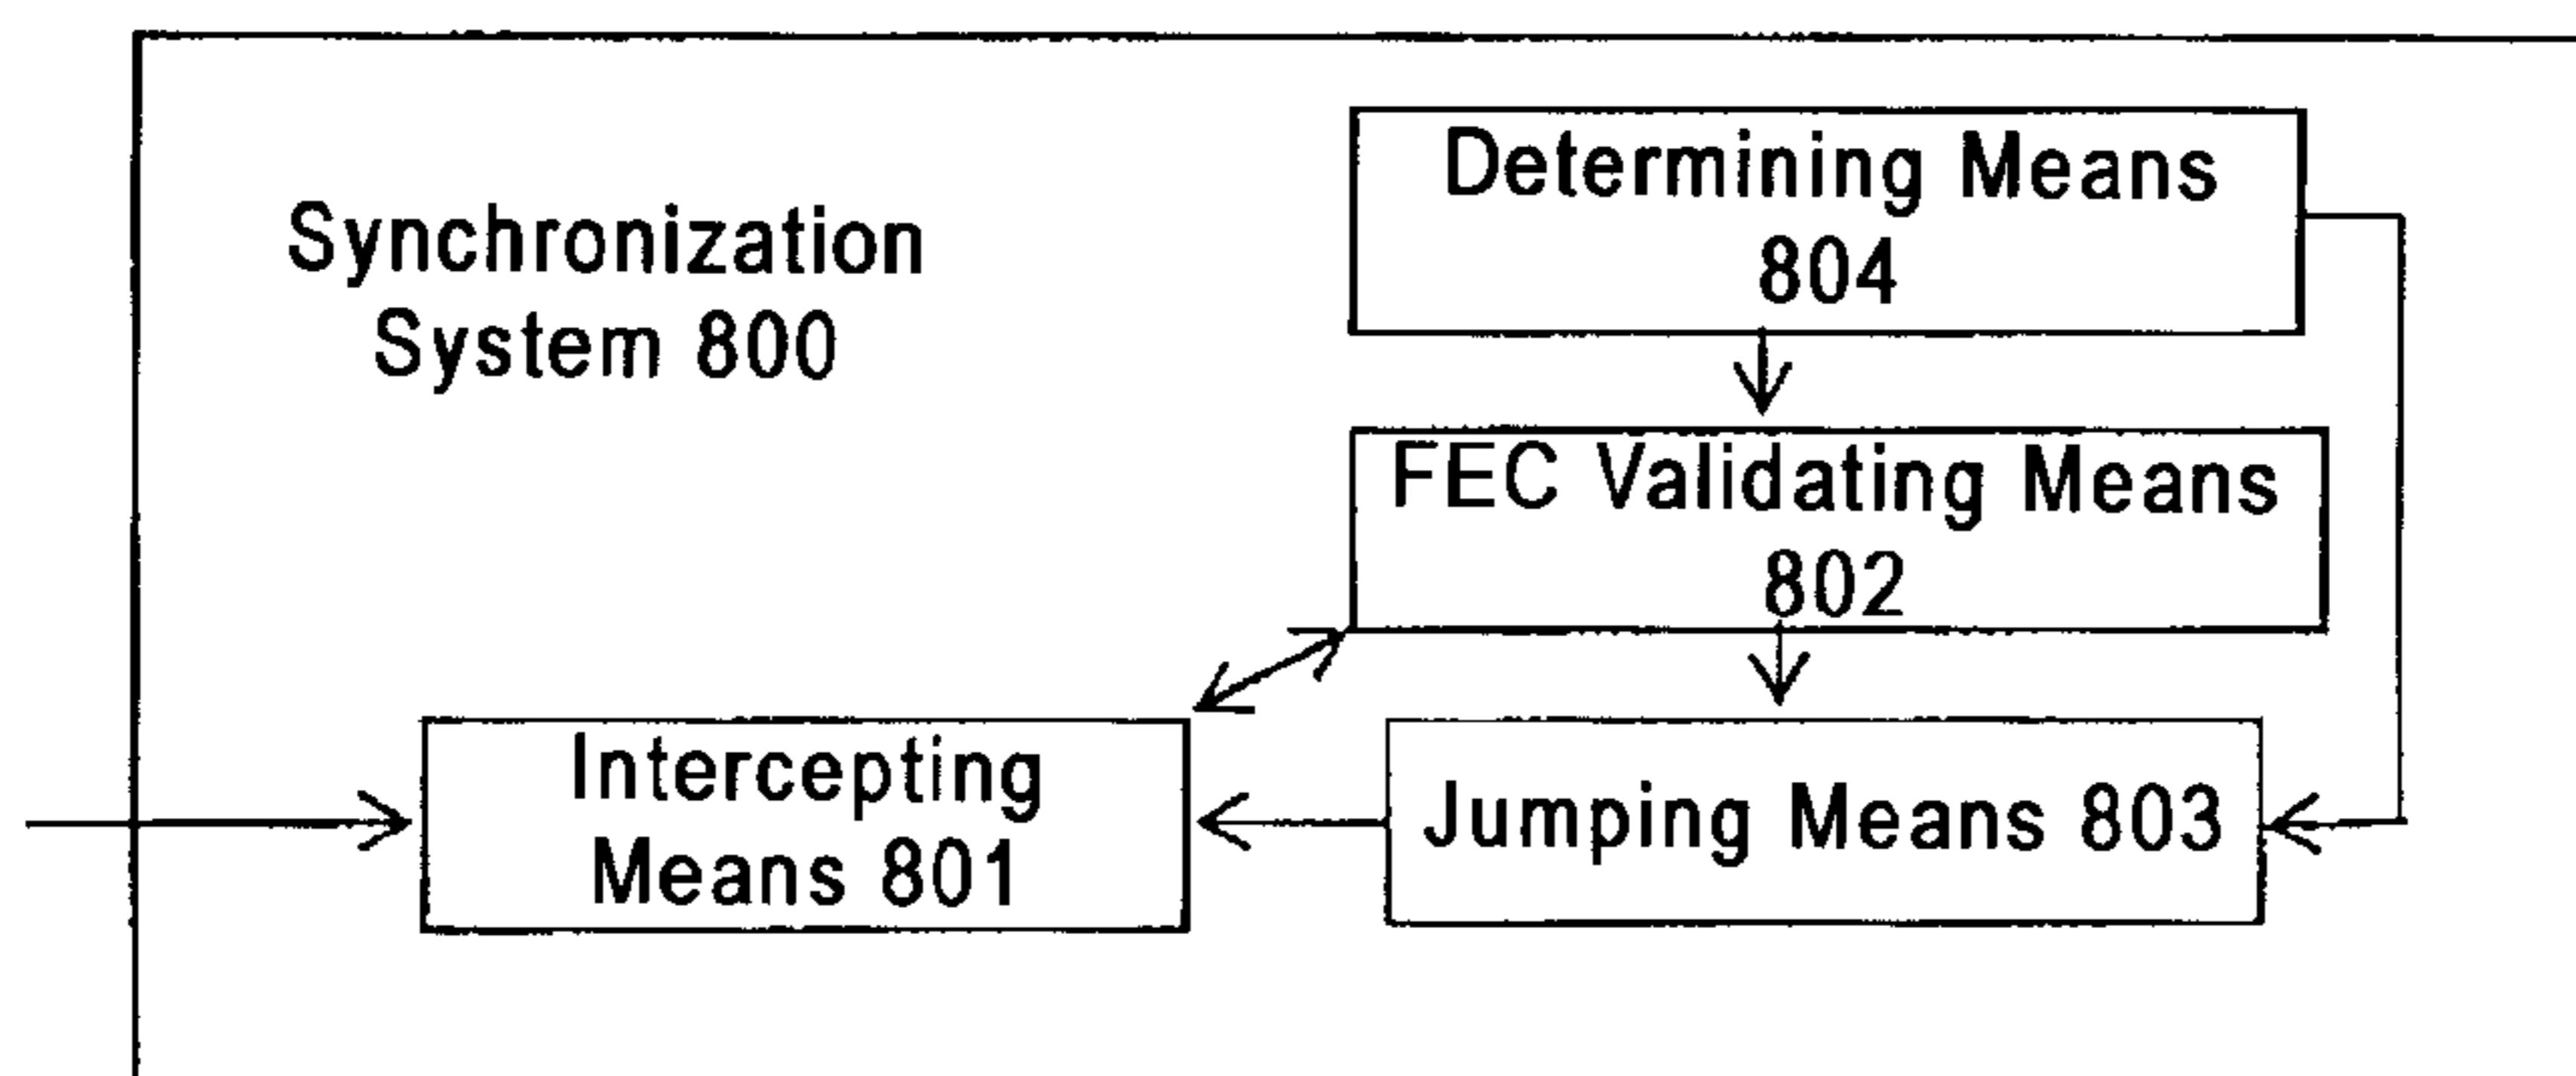 Synchronization
System 800
Determining Means
804
FEC Validating Means
802
Intercepting
Means 801
Jumping Means 803